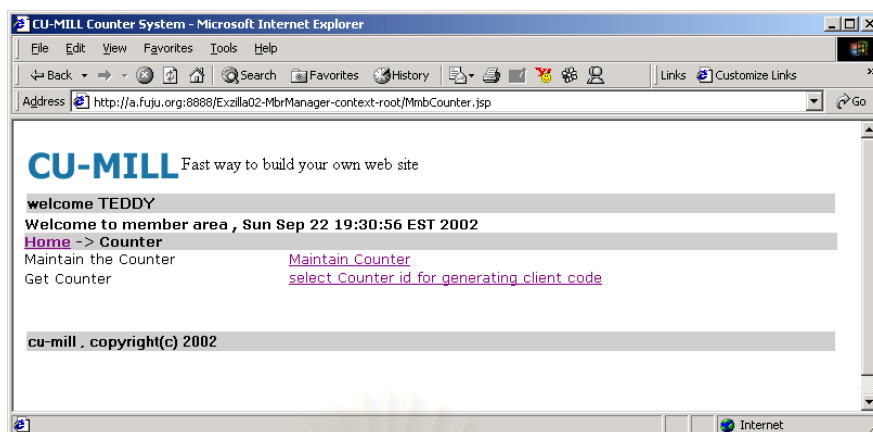 CU-MILL Counter System - Microsoft Internet Explorer
File Edit View Favorites Tools Help
Back Search Favorites History Links Customize Links »
Address http://a.fuju.org:8888/Exzilla02-MbrManager-context-root/MmbCounter.jsp Go
CU-MILL Fast way to build your own web site
welcome TEDDY
Welcome to member area , Sun Sep 22 19:30:56 EST 2002
Home -> Counter
Maintain the Counter Maintain Counter
Get Counter select Counter id for generating client code
cu-mill , copyright(c) 2002
Internet